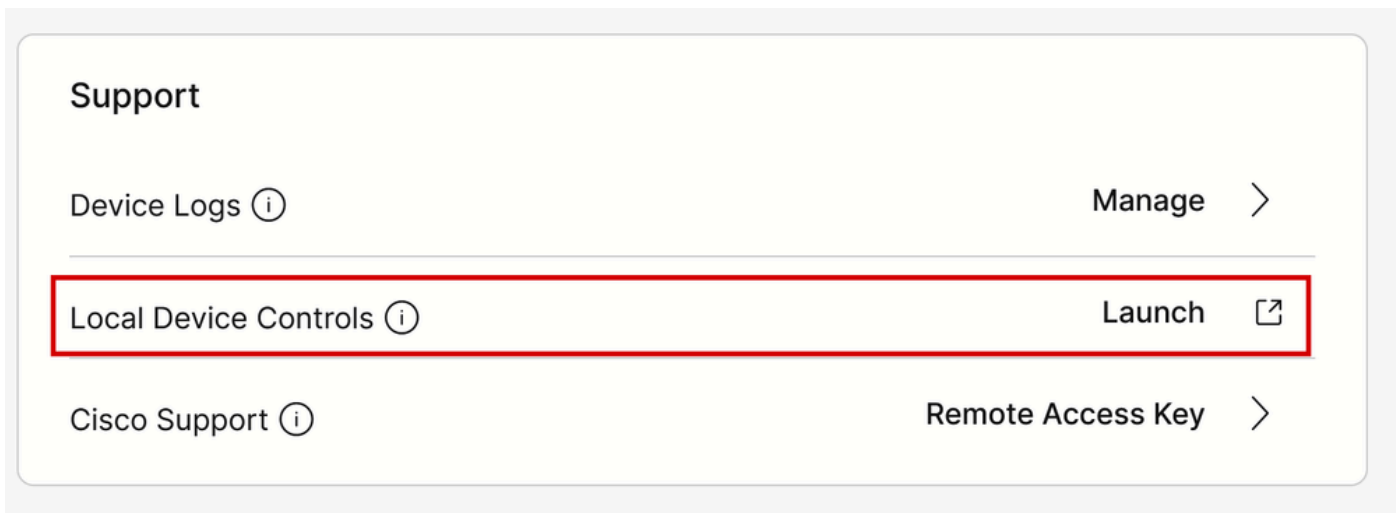 Support
Device Logs Manage
Local Device Controls Launch
Cisco Support Remote Access Key